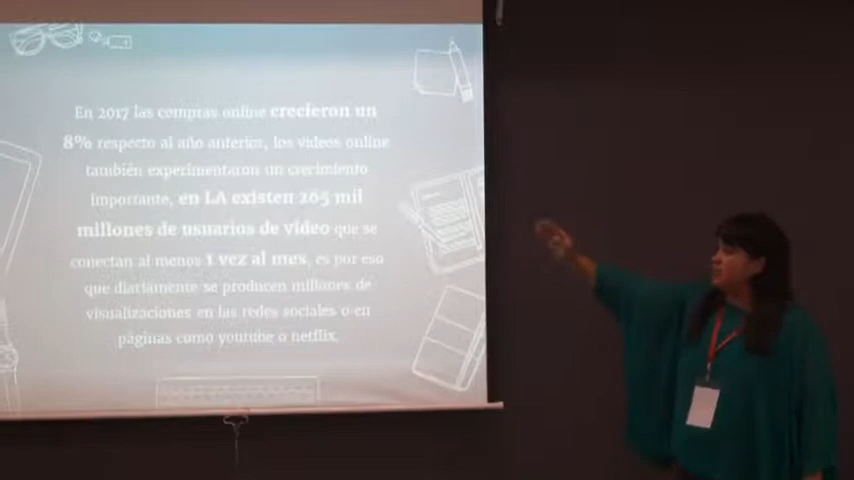 En 2017 las compras online crecieron un
8% respecto al año anterior, los videos online
también experimentaron un crecimiento
importante, en LA existen 265 mil
millones de usuarios de video que se
conectan al menos 1 vez al mes, es por eso
que diariamente se producen millones de
visualizaciones en las redes sociales o en
páginas como youtube o netflix.